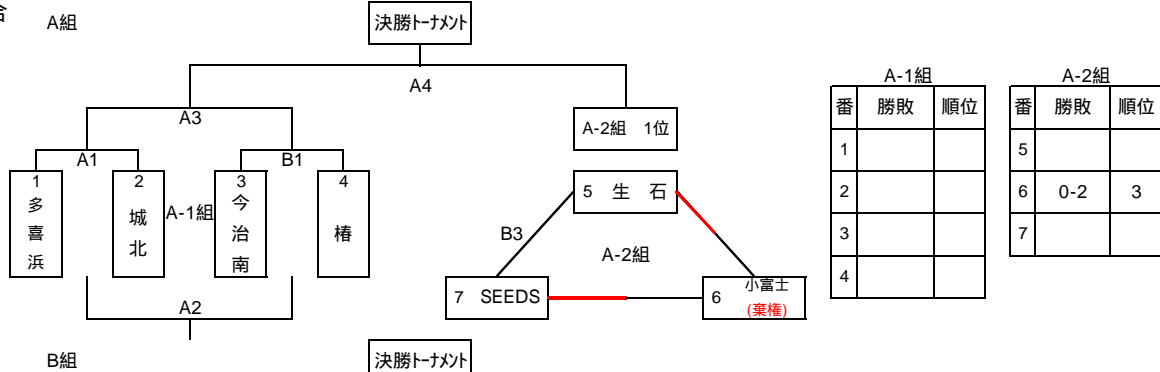 合
A組
決勝トーナメント
A4
A-1組
A-2組
A3
A-2組 1位
番 勝敗 順位
番 勝敗 順位
A1
B1
1
5
1 多喜浜
2 城北
A-1組
3 今治南
4 椿
5 生石
2
6 0-2 3
B3
A-2組
3
7
7 SEEDS
6 小富士
(棄権)
4
A2
B組
決勝トーナメント